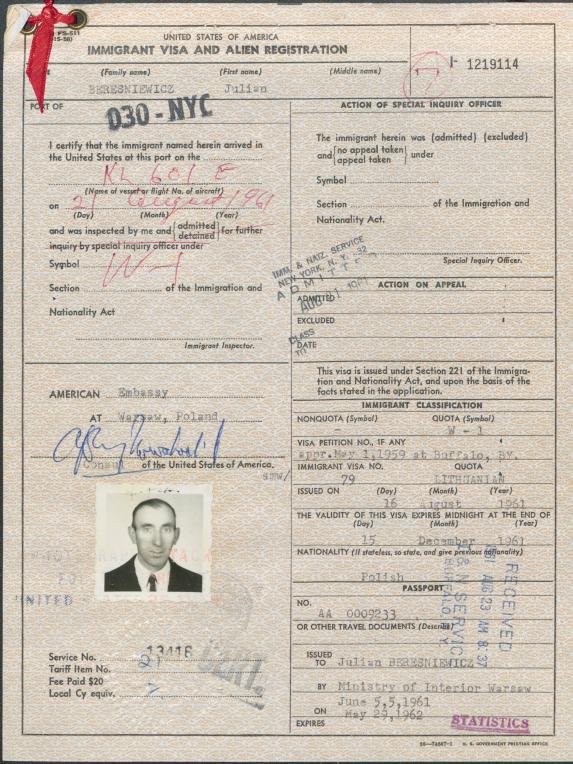 FS-511
UNITED STATES OF AMERICA
IMMIGRANT VISA AND ALIEN REGISTRATION
(Family name) (First name) (Middle name)
BERESNIEWICZ Julian
I- 1219114
PORT OF
030 - NYC
I certify that the immigrant named herein arrived in
the United States at this port on the
KL 681 E
(Name of vessel or flight No. of aircraft)
on 21 August 1961
(Day) (Month) (Year)
and was inspected by me and {admitted
detained} for further
inquiry by special inquiry officer under
Symbol W-1
Section of the Immigration and
Nationality Act
Immigrant Inspector.
AMERICAN Embassy
AT Warsaw, Poland,
Consul of the United States of America.
smw/
Service No. 13416
Tariff Item No. 21
Fee Paid $20
Local Cy equiv.
ACTION OF SPECIAL INQUIRY OFFICER
The immigrant herein was (admitted) (excluded)
and {no appeal taken
appeal taken} under
Symbol
Section of the Immigration and
Nationality Act.
Special Inquiry Officer.
IMM. & NATZ. SERVICE
NEW YORK, N. Y.
ADMITTED
ACTION ON APPEAL
ADMITTED
EXCLUDED
DATE
CLASS
TO
This visa is issued under Section 221 of the Immigra-
tion and Nationality Act, and upon the basis of the
facts stated in the application.
IMMIGRANT CLASSIFICATION
NONQUOTA (Symbol) QUOTA (Symbol)
- W - 1
VISA PETITION NO., IF ANY
appr.May 1,1959 at Buffalo, NY.
IMMIGRANT VISA NO. QUOTA
79 LITHUANIAN
ISSUED ON (Day) (Month) (Year)
16 August 1961
THE VALIDITY OF THIS VISA EXPIRES MIDNIGHT AT THE END OF
(Day) (Month) (Year)
15 December 1961
NATIONALITY (If stateless, so state, and give previous nationality)
Polish
PASSPORT
NO.
AA 0009233
OR OTHER TRAVEL DOCUMENTS (Describe)
RECEIVED
1961 AUG 23 AM 8 37
I & N SERVICE
BUFFALO, N.Y.
ISSUED
TO Julian BERESNIEWICZ
BY Ministry of Interior Warsaw
ON June 5,5,1961
EXPIRES May 29,1962
STATISTICS
U. S. GOVERNMENT PRINTING OFFICE